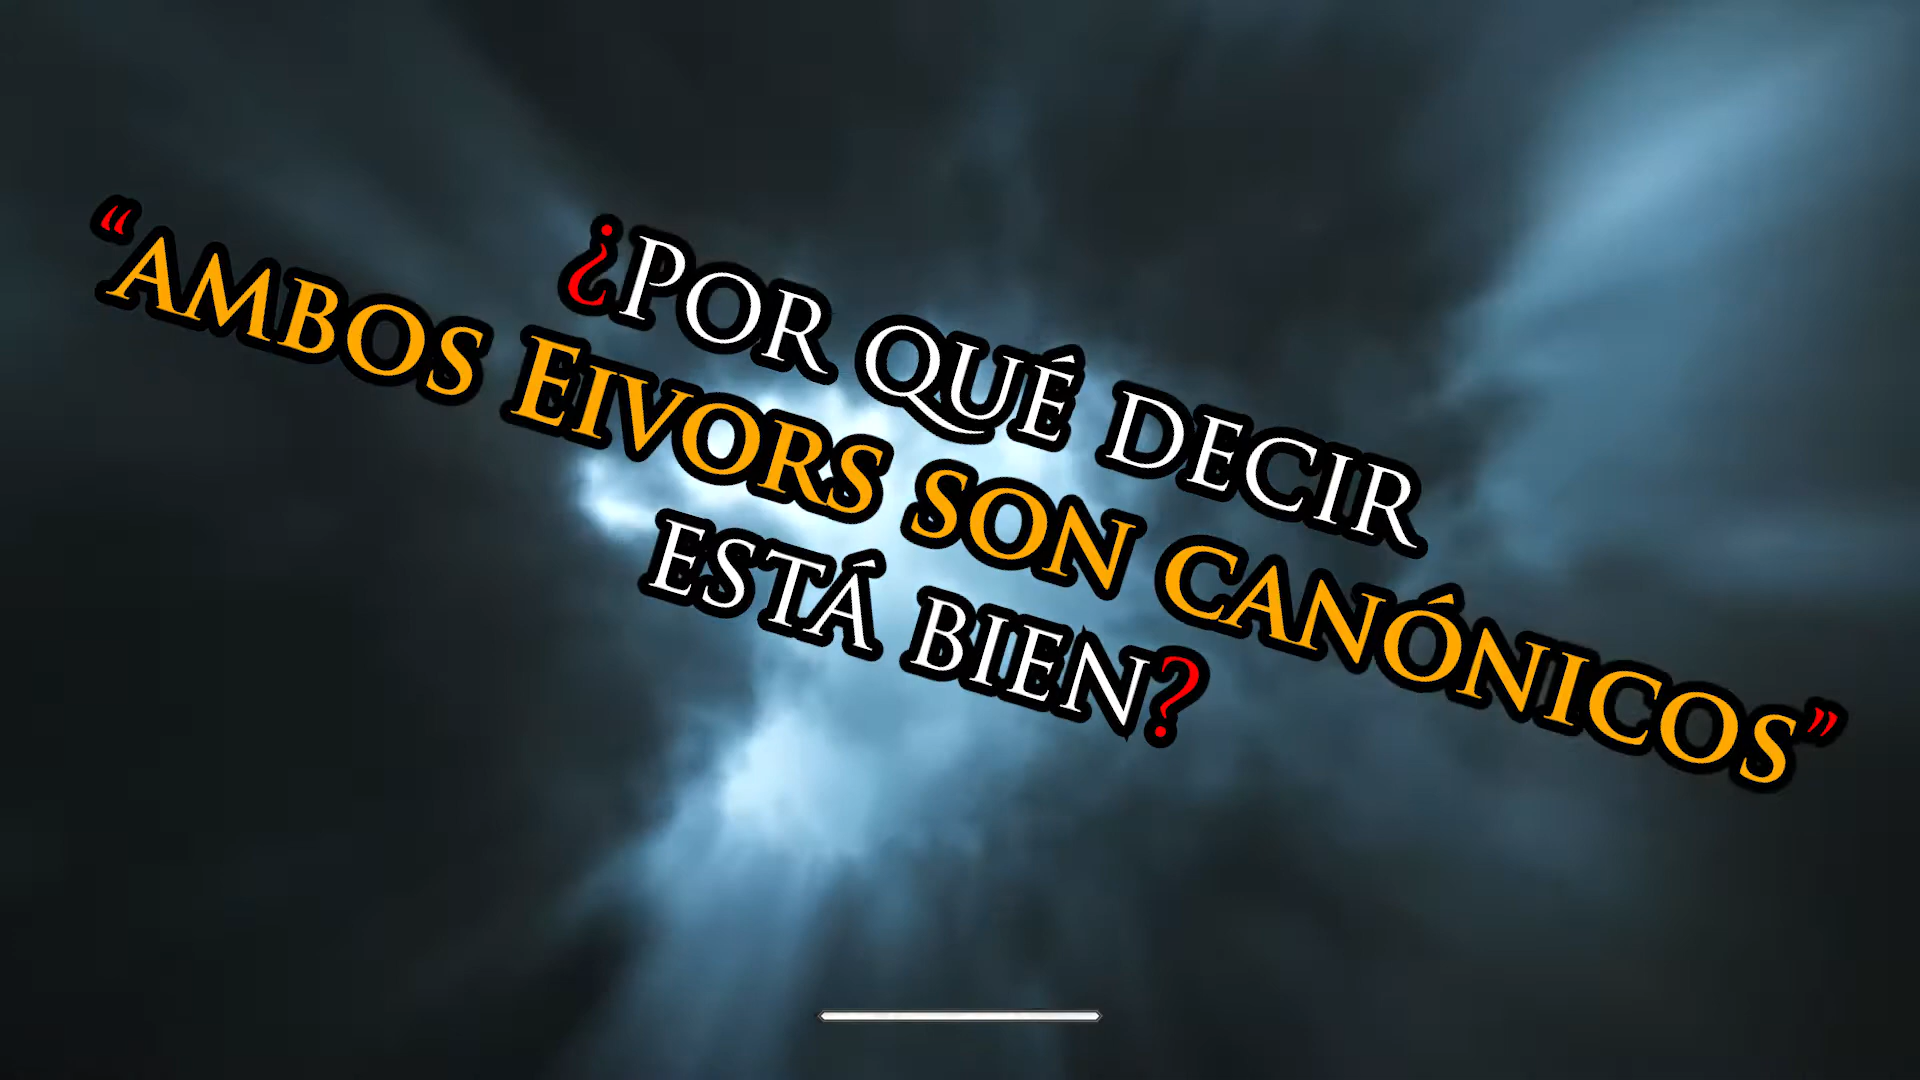 ¿Por qué decir
“ambos Eivors son canónicos”
está bien?